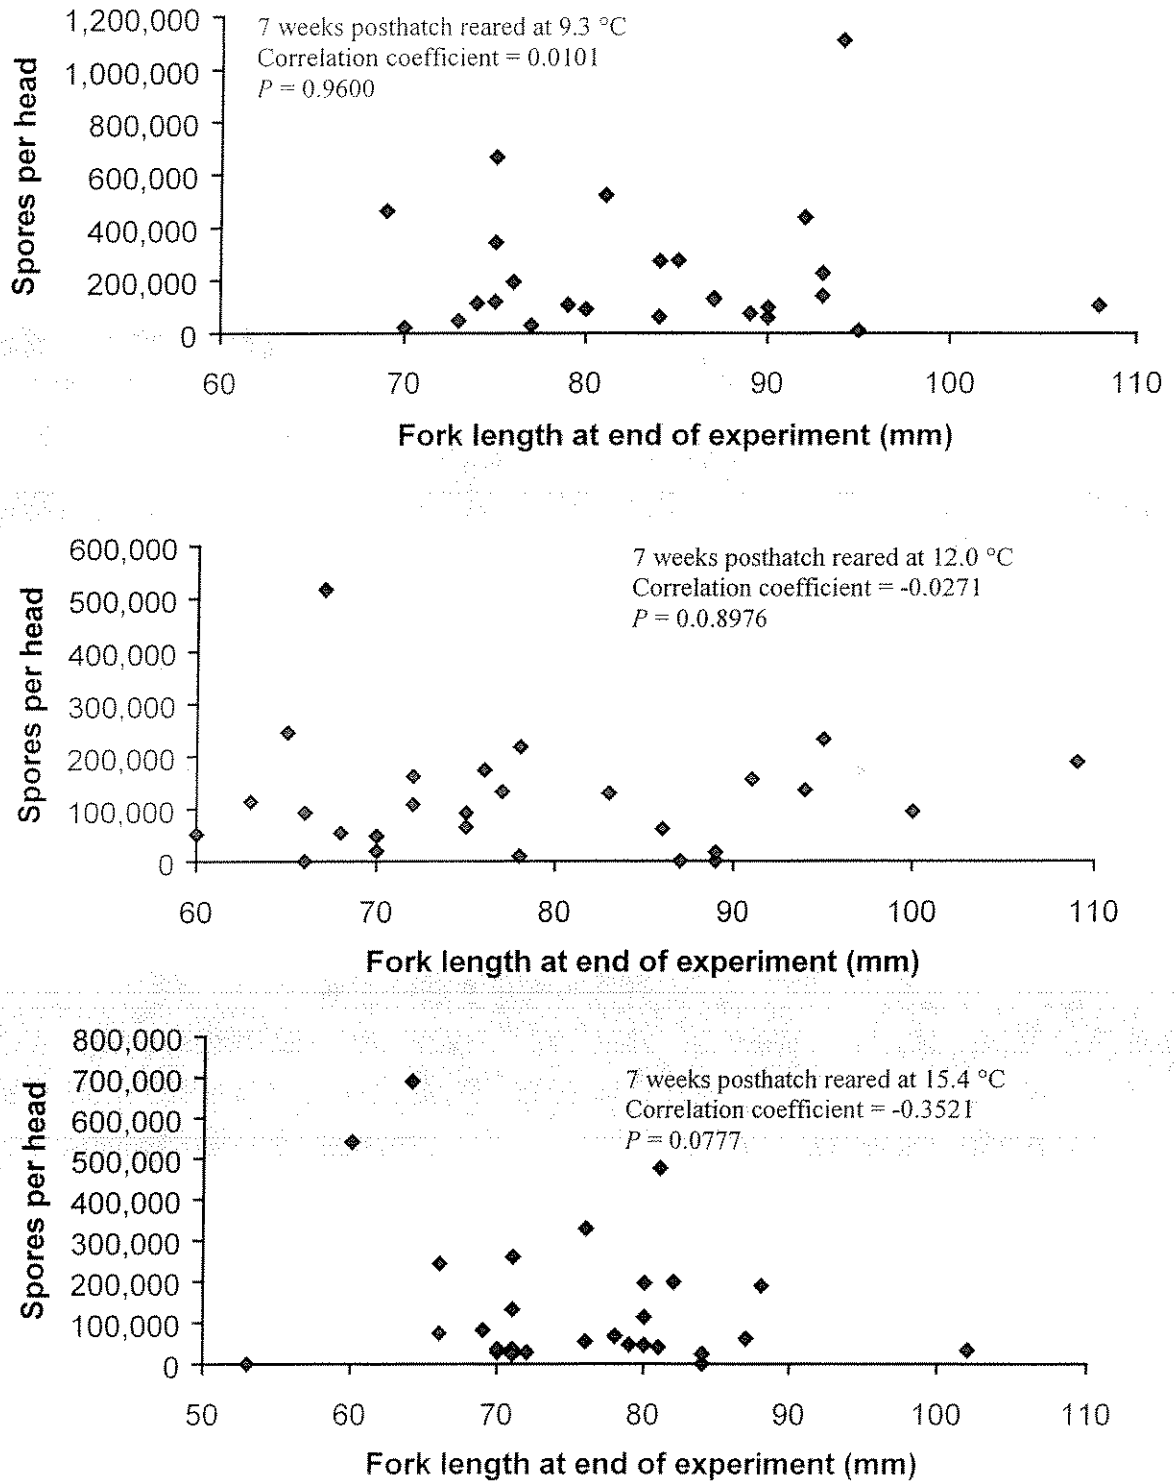 1,200,000
1,000,000
800,000
600,000
400,000
200,000
0
Spores per head
7 weeks posthatch reared at 9.3 °C
Correlation coefficient = 0.0101
P = 0.9600
60 70 80 90 100 110
Fork length at end of experiment (mm)
600,000
500,000
400,000
300,000
200,000
100,000
0
Spores per head
7 weeks posthatch reared at 12.0 °C
Correlation coefficient = -0.0271
P = 0.0.8976
60 70 80 90 100 110
Fork length at end of experiment (mm)
800,000
700,000
600,000
500,000
400,000
300,000
200,000
100,000
0
Spores per head
7 weeks posthatch reared at 15.4 °C
Correlation coefficient = -0.3521
P = 0.0777
50 60 70 80 90 100 110
Fork length at end of experiment (mm)